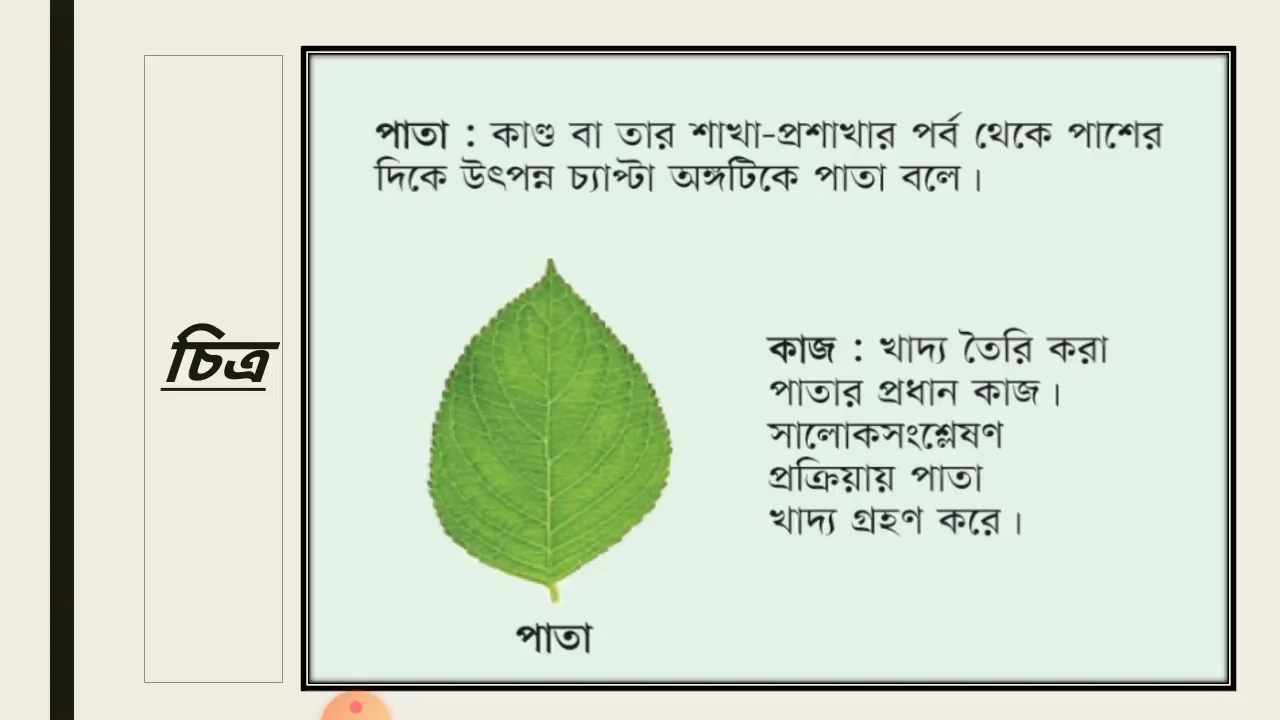 চিত্র
পাতা : কাণ্ড বা তার শাখা-প্রশাখার পর্ব থেকে পাশের
দিকে উৎপন্ন চ্যাপ্টা অঙ্গটিকে পাতা বলে।
কাজ : খাদ্য তৈরি করা
পাতার প্রধান কাজ।
সালোকসংশ্লেষণ
প্রক্রিয়ায় পাতা
খাদ্য গ্রহণ করে।
পাতা